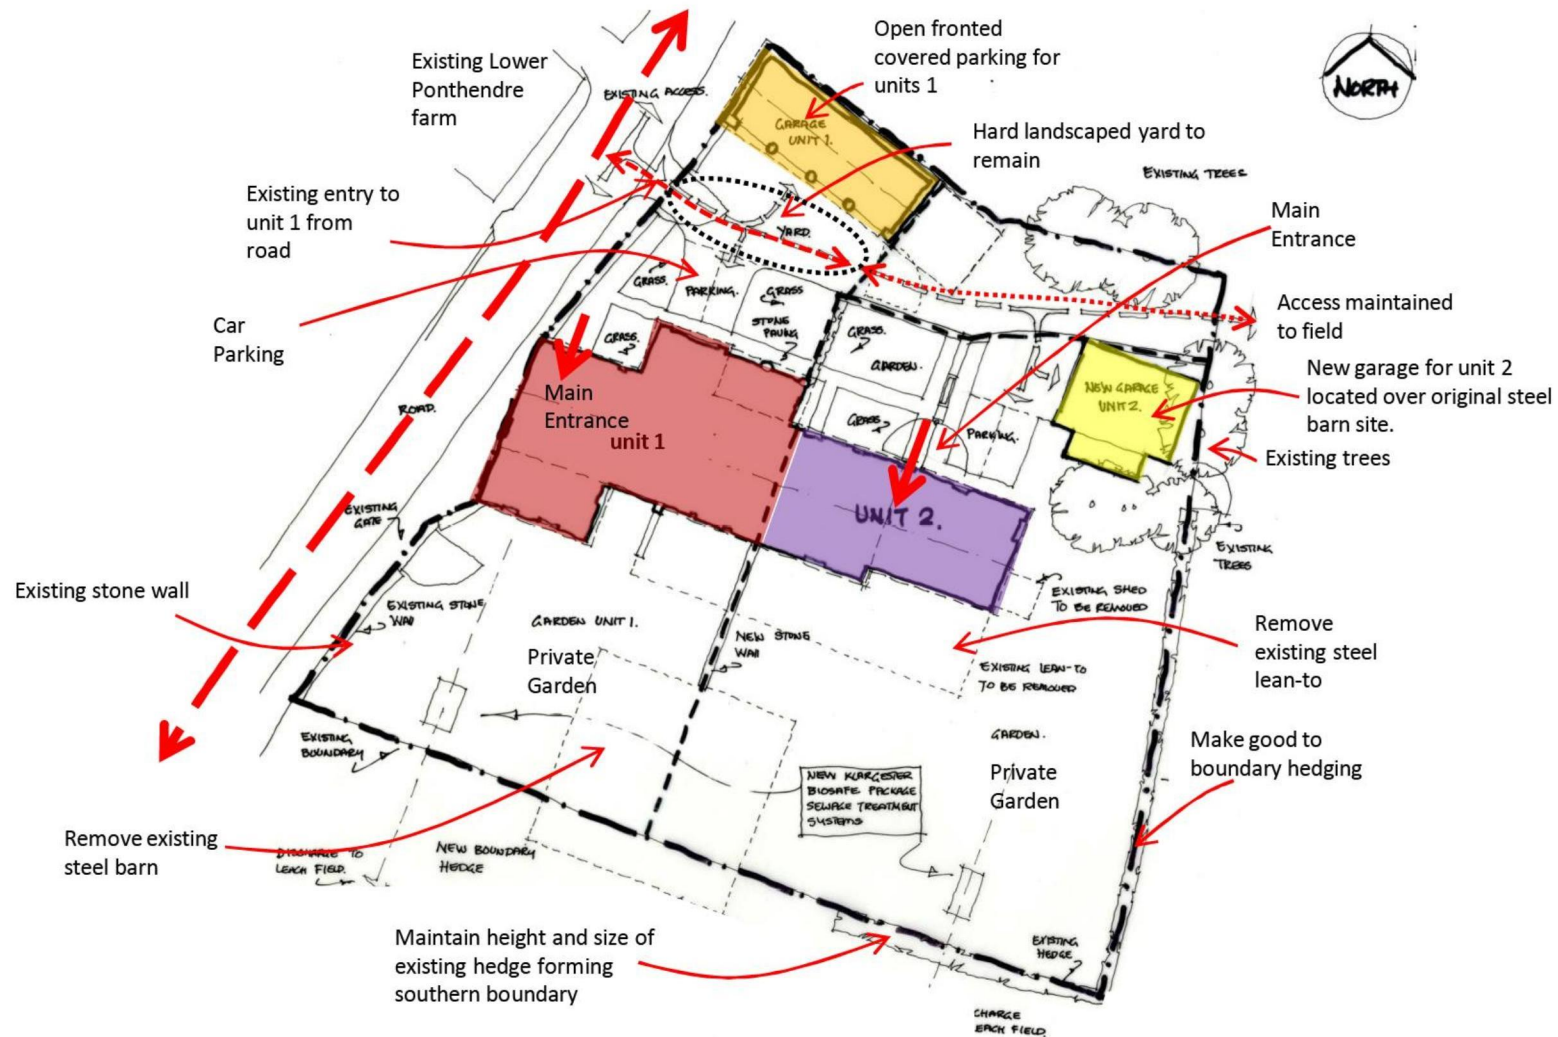 Existing Lower
Ponthendre
farm
EXISTING ACCESS.
Open fronted
covered parking for
units 1
NORTH
GARAGE
UNIT 1.
Hard landscaped yard to
remain
EXISTING TREES
Existing entry to
unit 1 from
road
YARD.
Main
Entrance
Car
Parking
GRASS.
PARKING.
GRASS
STONE
PAVING
GRASS.
GRASS.
GARDEN.
Access maintained
to field
NEW GARAGE
UNIT 2.
New garage for unit 2
located over original steel
barn site.
ROAD.
Main
Entrance
unit 1
GRASS
PARKING.
Existing trees
EXISTING
GATE
UNIT 2.
EXISTING
TREES
Existing stone wall
EXISTING STONE
WALL
GARDEN UNIT 1.
Private
Garden
NEW STONE
WALL
EXISTING SHED
TO BE REMOVED
EXISTING LEAN-TO
TO BE REMOVED
Remove
existing steel
lean-to
EXISTING
BOUNDARY
GARDEN.
Private
Garden
Make good to
boundary hedging
NEW KLARGESTER
BIOSAFE PACKAGE
SEWAGE TREATMENT
SYSTEMS
Remove existing
steel barn
DISCHARGE TO
LEACH FIELD.
NEW BOUNDARY
HEDGE
Maintain height and size of
existing hedge forming
southern boundary
EXISTING
HEDGE
CHARGE
EACH FIELD.